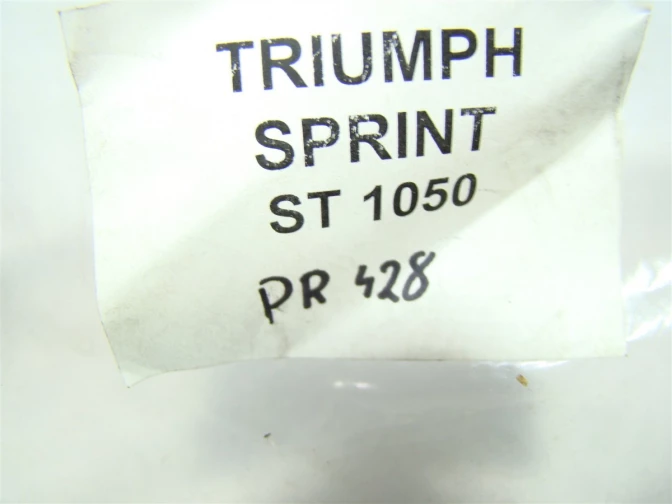 TRIUMPH
SPRINT
ST 1050
PR 428